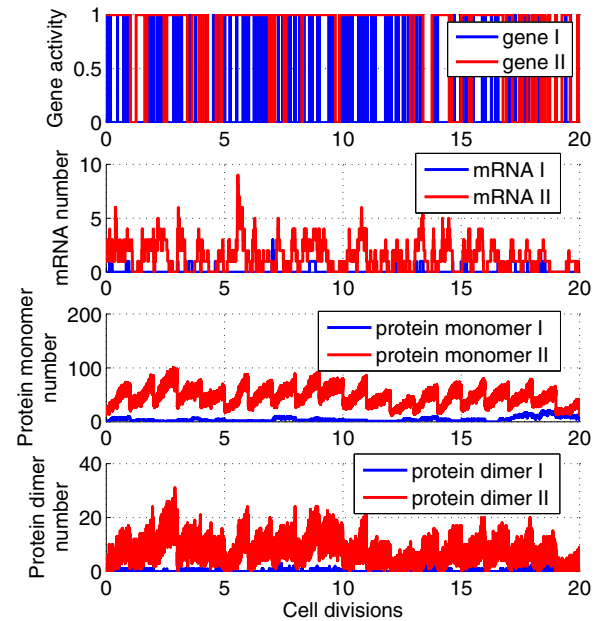 Gene activity
1
0.5
0
gene I
gene II
0 5 10 15 20
mRNA number
10
5
0
mRNA I
mRNA II
0 5 10 15 20
Protein monomer
number
200
100
0
protein monomer I
protein monomer II
0 5 10 15 20
Protein dimer
number
40
20
0
protein dimer I
protein dimer II
0 5 10 15 20
Cell divisions